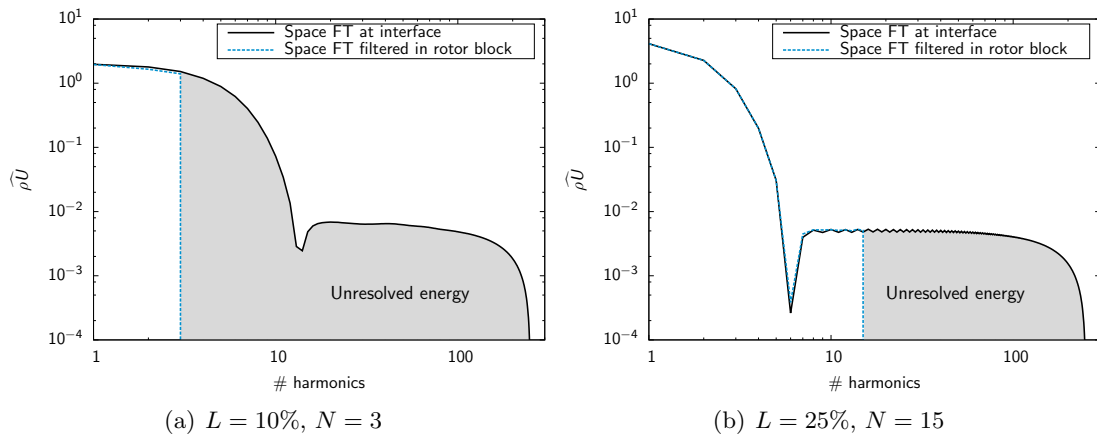 Space FT at interface
Space FT filtered in rotor block
10^1
10^0
10^-1
10^-2
10^-3
10^-4
\widehat{ρU}
Unresolved energy
1 10 100
# harmonics
(a) L = 10%, N = 3
Space FT at interface
Space FT filtered in rotor block
10^1
10^0
10^-1
10^-2
10^-3
10^-4
\widehat{ρU}
Unresolved energy
1 10 100
# harmonics
(b) L = 25%, N = 15